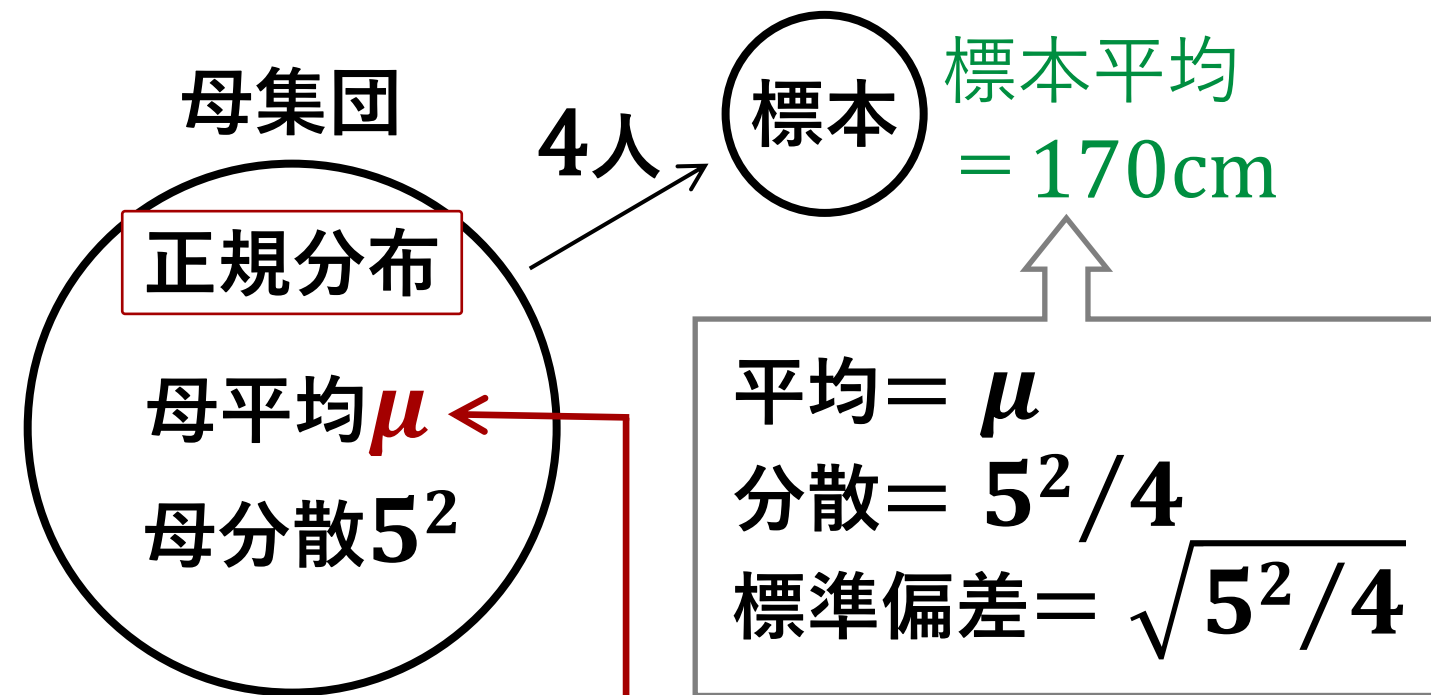 母集団
正規分布
母平均μ
母分散5²
4人
標本
標本平均
= 170cm
平均= μ
分散= 5²/4
標準偏差= √5²/4